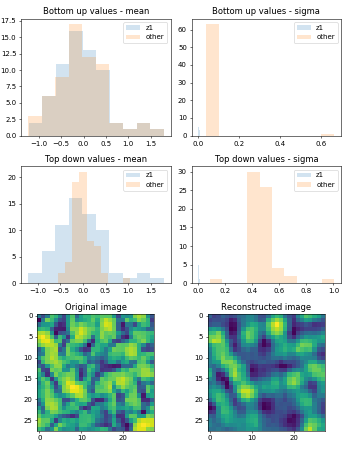 Bottom up values - mean
17.5
15.0
12.5
10.0
7.5
5.0
2.5
0.0
−1.0 −0.5 0.0 0.5 1.0 1.5
z1
other
Bottom up values - sigma
60
50
40
30
20
10
0
0.0 0.2 0.4 0.6
z1
other
Top down values - mean
20
15
10
5
0
−1.0 −0.5 0.0 0.5 1.0 1.5
z1
other
Top down values - sigma
30
25
20
15
10
5
0
0.0 0.2 0.4 0.6 0.8 1.0
z1
other
Original image
0
5
10
15
20
25
0 10 20
Reconstructed image
0
5
10
15
20
25
0 10 20